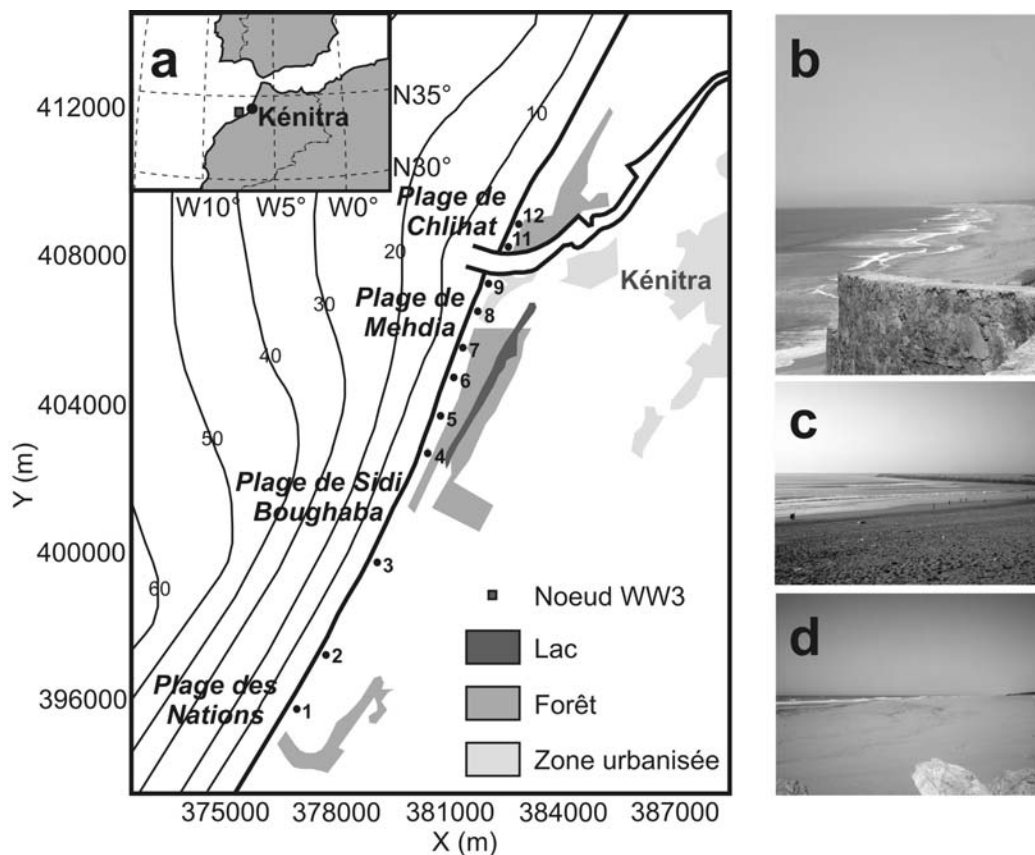 a
N35°
Kénitra
N30°
W10° W5° W0°
412000
408000
404000
400000
396000
Y (m)
10
20
30
40
50
60
Plage de
Chlihat
12
11
Plage de
Mehdia
Kénitra
9
8
7
6
5
4
Plage de Sidi
Boughaba
3
2
Plage des
Nations
1
Noeud WW3
Lac
Forêt
Zone urbanisée
375000 378000 381000 384000 387000
X (m)
b
c
d